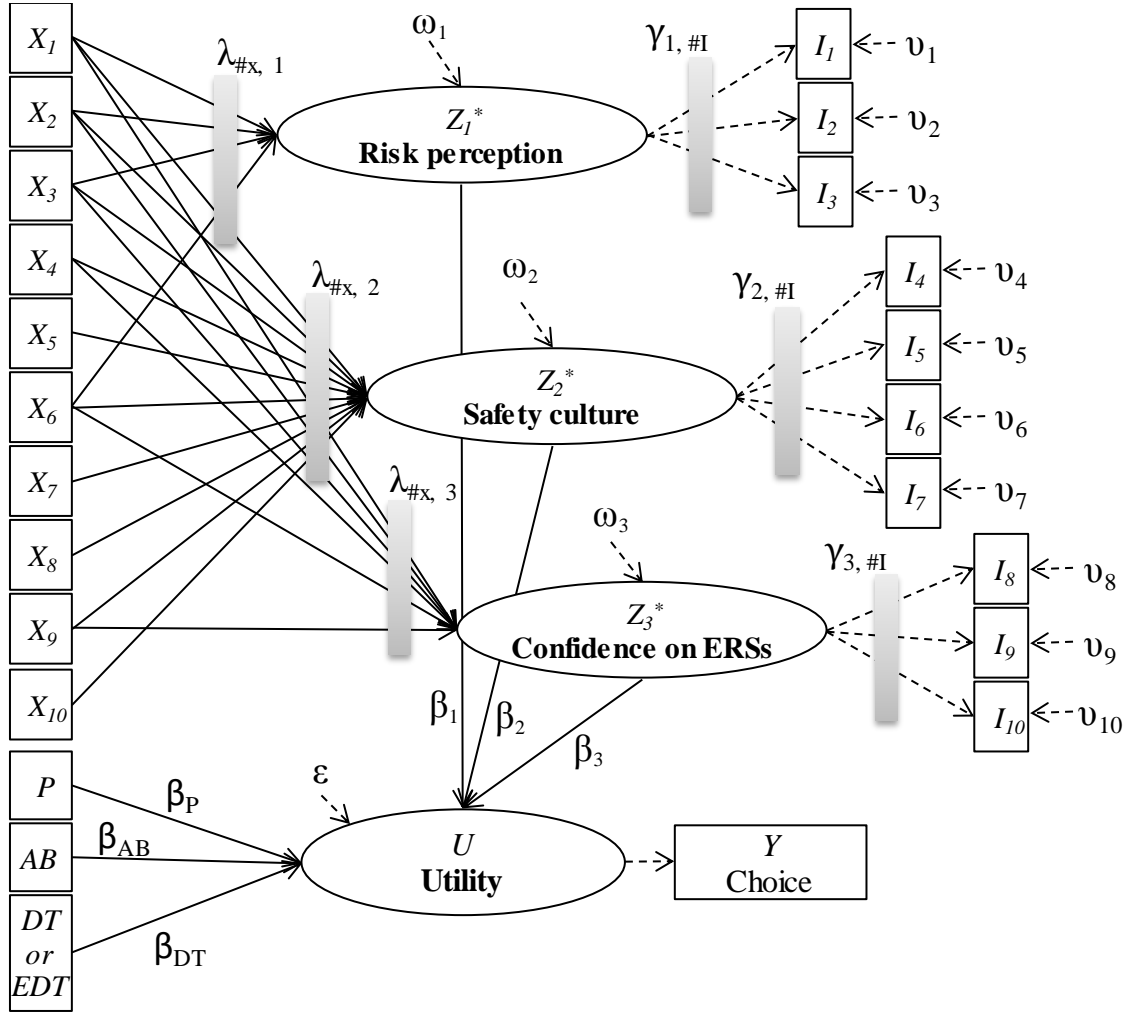 X1
X2
X3
X4
X5
X6
X7
X8
X9
X10
P
AB
DT
or
EDT
λ#x, 1
λ#x, 2
λ#x, 3
ω1
Z1*
Risk perception
γ1, #I
I1
υ1
I2
υ2
I3
υ3
ω2
Z2*
Safety culture
γ2, #I
I4
υ4
I5
υ5
I6
υ6
I7
υ7
ω3
Z3*
Confidence on ERSs
γ3, #I
I8
υ8
I9
υ9
I10
υ10
β1
β2
β3
βP
βAB
βDT
ε
U
Utility
Y
Choice